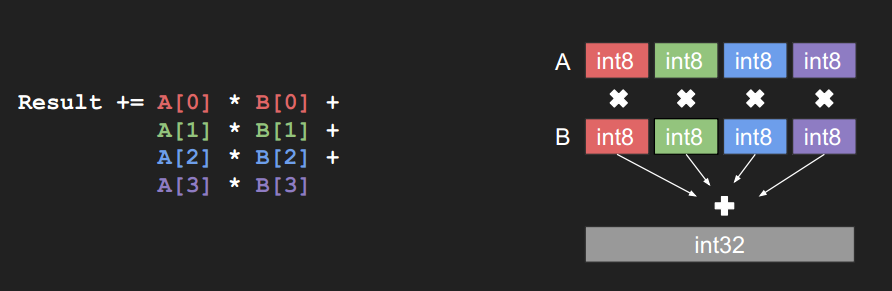 Result += A[0] * B[0] +
A[1] * B[1] +
A[2] * B[2] +
A[3] * B[3]
A int8 int8 int8 int8
B int8 int8 int8 int8
int32